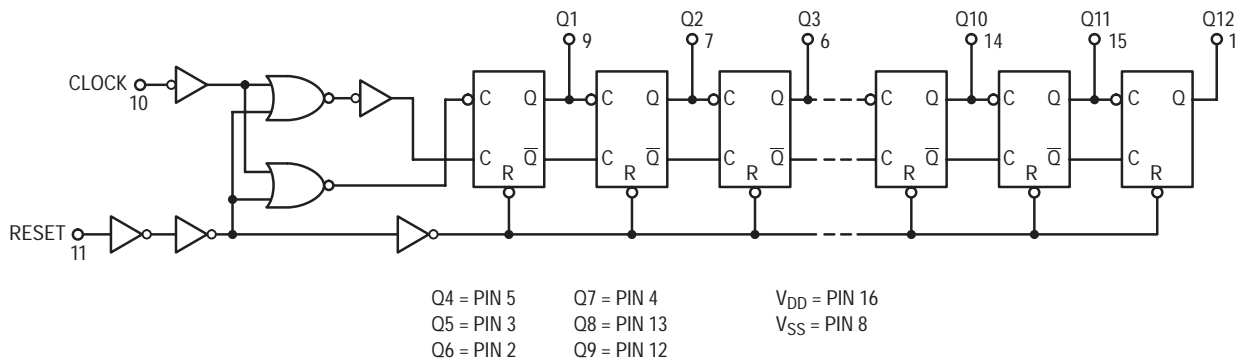 Q1 Q2 Q3 Q10 Q11 Q12
9 7 6 14 15 1
CLOCK
10
C Q C Q C Q C Q C Q C Q
C Q̅ C Q̅ C Q̅ C Q̅ C Q̅ C
R R R R R R
RESET
11
Q4 = PIN 5 Q7 = PIN 4 V_DD = PIN 16
Q5 = PIN 3 Q8 = PIN 13 V_SS = PIN 8
Q6 = PIN 2 Q9 = PIN 12